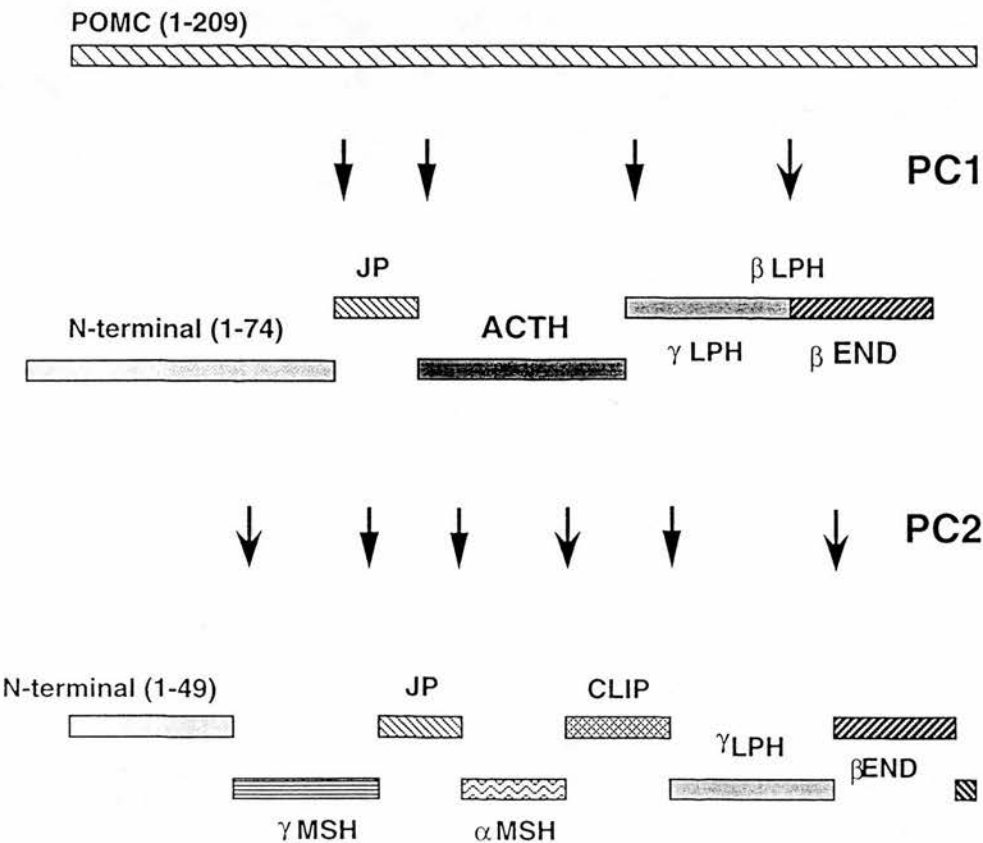 POMC (1-209)
PC1
JP
β LPH
N-terminal (1-74)
ACTH
γ LPH
β END
PC2
N-terminal (1-49)
JP
CLIP
γ LPH
βEND
γ MSH
α MSH